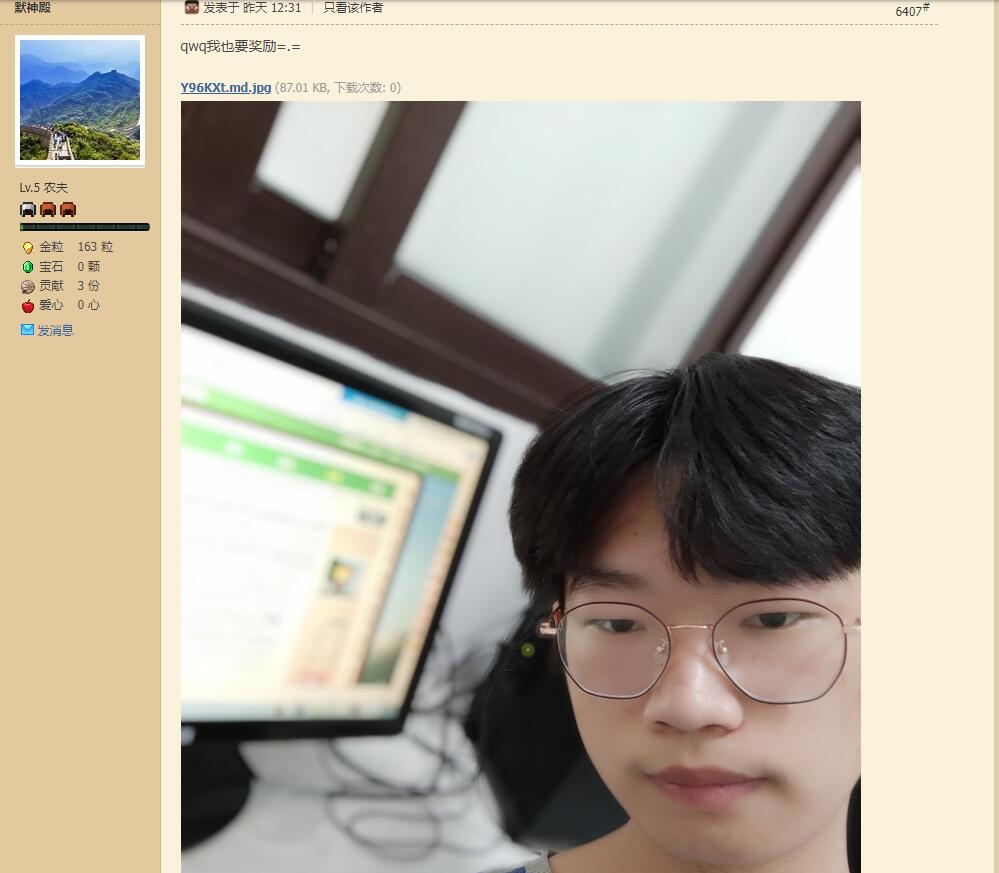 默神殿
发表于 昨天 12:31 | 只看该作者
6407#
qwq我也要奖励=.=
Y96KXt.md.jpg (87.01 KB, 下载次数: 0)
Lv.5 农夫
金粒 163 粒
宝石 0 颗
贡献 3 份
爱心 0 心
发消息